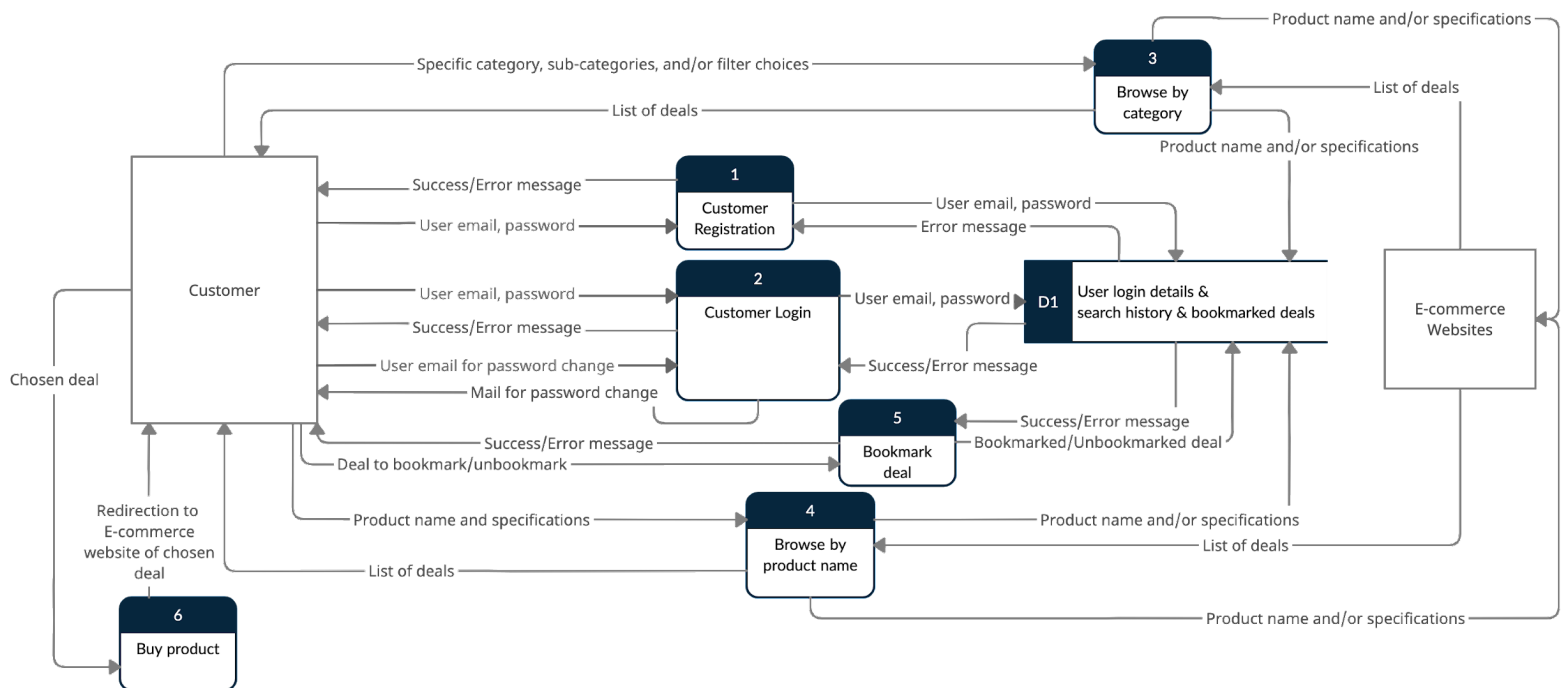 Product name and/or specifications
3
Specific category, sub-categories, and/or filter choices
Browse by
category
List of deals
List of deals
Product name and/or specifications
1
Success/Error message
Customer
Registration
User email, password
User email, password
Error message
2
Customer
User email, password
Customer Login
User email, password
D1
User login details &
search history & bookmarked deals
E-commerce
Websites
Success/Error message
User email for password change
Success/Error message
Chosen deal
Mail for password change
5
Success/Error message
Success/Error message
Bookmarked/Unbookmarked deal
Bookmark
deal
Deal to bookmark/unbookmark
4
Redirection to
E-commerce
website of chosen
deal
Product name and specifications
Product name and/or specifications
Browse by
product name
List of deals
List of deals
6
Product name and/or specifications
Buy product